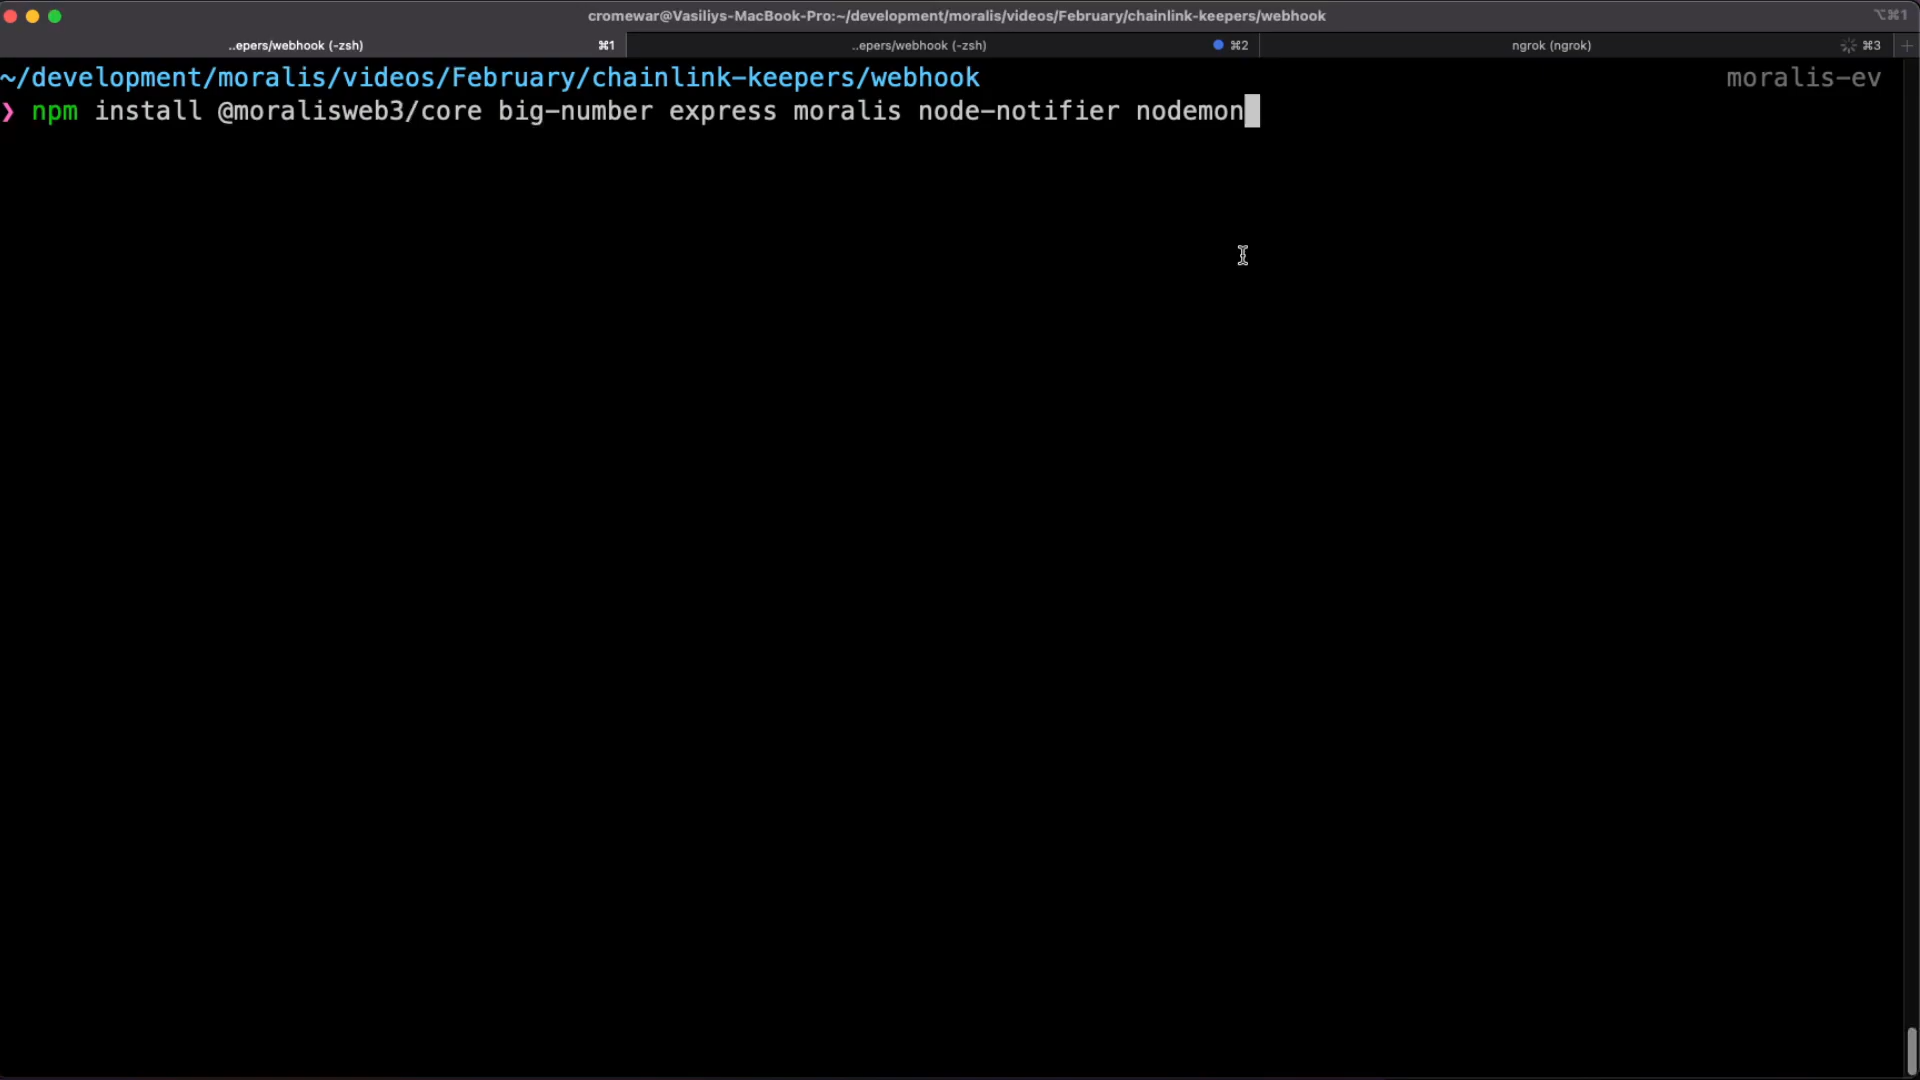 cromewar@Vasiliys-MacBook-Pro:~/development/moralis/videos/February/chainlink-keepers/webhook
⌥⌘1
..epers/webhook (-zsh)
⌘1
..epers/webhook (-zsh)
⌘2
ngrok (ngrok)
⌘3
+
~/development/moralis/videos/February/chainlink-keepers/webhook
moralis-ev
❯ npm install @moralisweb3/core big-number express moralis node-notifier nodemon